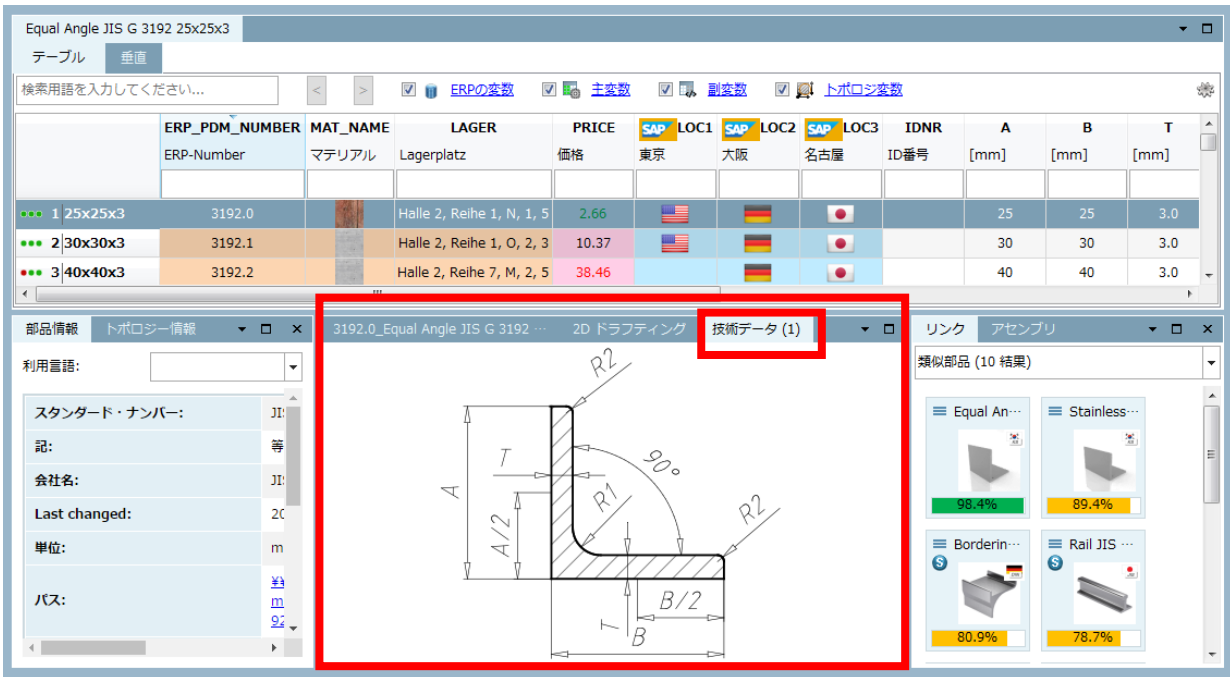 Equal Angle JIS G 3192 25x25x3
テーブル 垂直
検索用語を入力してください... < > ERPの変数 主変数 副変数 トポロジ変数
ERP_PDM_NUMBER MAT_NAME LAGER PRICE SAP LOC1 SAP LOC2 SAP LOC3 IDNR A B T
ERP-Number マテリアル Lagerplatz 価格 東京 大阪 名古屋 ID番号 [mm] [mm] [mm]
1 25x25x3 3192.0 Halle 2, Reihe 1, N, 1, 5 2.66 25 25 3.0
2 30x30x3 3192.1 Halle 2, Reihe 1, O, 2, 3 10.37 30 30 3.0
3 40x40x3 3192.2 Halle 2, Reihe 7, M, 2, 5 38.46 40 40 3.0
部品情報 トポロジー情報
利用言語:
スタンダード・ナンバー: JI
記: 等
会社名: JI
Last changed: 20
単位: m
パス:
m
92
3192.0_Equal Angle JIS G 3192 ⋯ 2D ドラフティング 技術データ (1)
R2
T
90°
A
R1
R2
A/2
B/2
T
B
リンク アセンブリ
類似部品 (10 結果)
Equal An⋯ Stainless⋯
98.4% 89.4%
Borderin⋯ Rail JIS ⋯
S S
80.9% 78.7%